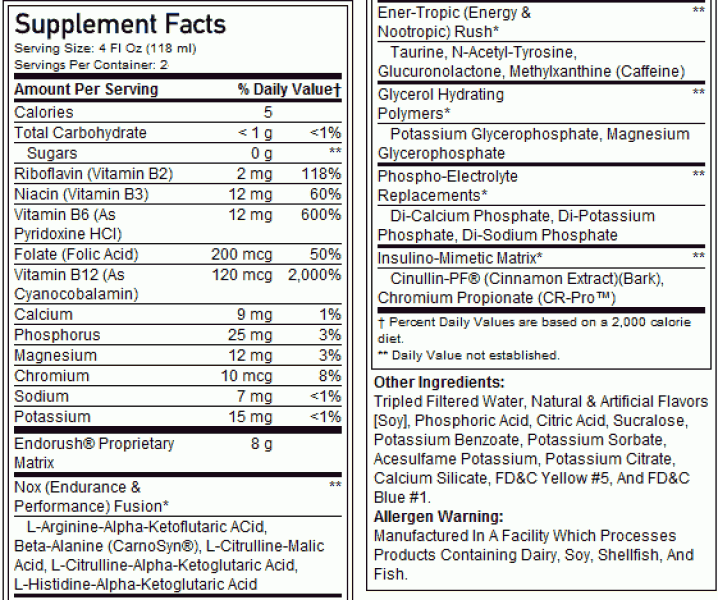 Supplement Facts
Serving Size: 4 Fl Oz (118 ml)
Servings Per Container: 2
Amount Per Serving % Daily Value†
Calories 5
Total Carbohydrate < 1 g <1%
Sugars 0 g **
Riboflavin (Vitamin B2) 2 mg 118%
Niacin (Vitamin B3) 12 mg 60%
Vitamin B6 (As 12 mg 600%
Pyridoxine HCl)
Folate (Folic Acid) 200 mcg 50%
Vitamin B12 (As 120 mcg 2,000%
Cyanocobalamin)
Calcium 9 mg 1%
Phosphorus 25 mg 3%
Magnesium 12 mg 3%
Chromium 10 mcg 8%
Sodium 7 mg <1%
Potassium 15 mg <1%
Endorush® Proprietary 8 g
Matrix
Nox (Endurance & **
Performance) Fusion*
L-Arginine-Alpha-Ketoflutaric ACid,
Beta-Alanine (CarnoSyn®), L-Citrulline-Malic
Acid, L-Citrulline-Alpha-Ketoglutaric Acid,
L-Histidine-Alpha-Ketoglutaric Acid
Ener-Tropic (Energy & **
Nootropic) Rush*
Taurine, N-Acetyl-Tyrosine,
Glucuronolactone, Methylxanthine (Caffeine)
Glycerol Hydrating **
Polymers*
Potassium Glycerophosphate, Magnesium
Glycerophosphate
Phospho-Electrolyte **
Replacements*
Di-Calcium Phosphate, Di-Potassium
Phosphate, Di-Sodium Phosphate
Insulino-Mimetic Matrix* **
Cinullin-PF® (Cinnamon Extract)(Bark),
Chromium Propionate (CR-Pro™)
† Percent Daily Values are based on a 2,000 calorie
diet.
** Daily Value not established.
Other Ingredients:
Tripled Filtered Water, Natural & Artificial Flavors
[Soy], Phosphoric Acid, Citric Acid, Sucralose,
Potassium Benzoate, Potassium Sorbate,
Acesulfame Potassium, Potassium Citrate,
Calcium Silicate, FD&C Yellow #5, And FD&C
Blue #1.
Allergen Warning:
Manufactured In A Facility Which Processes
Products Containing Dairy, Soy, Shellfish, And
Fish.